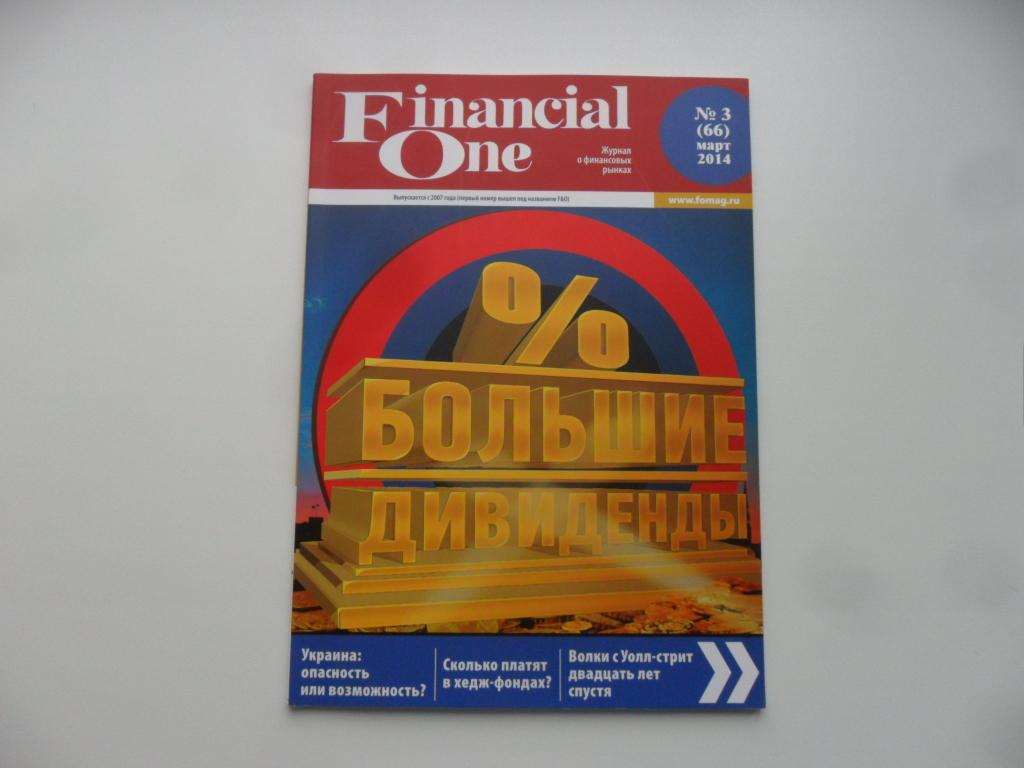 Financial
One
Журнал
о финансовых
рынках
№ 3
(66)
март
2014
Выпускается с 2007 года (первый номер вышел под названием F&O)
www.fomag.ru
%
БОЛЬШИЕ
ДИВИДЕНДЫ
Украина:
опасность
или возможность?
Сколько платят
в хедж-фондах?
Волки с Уолл-стрит
двадцать лет
спустя